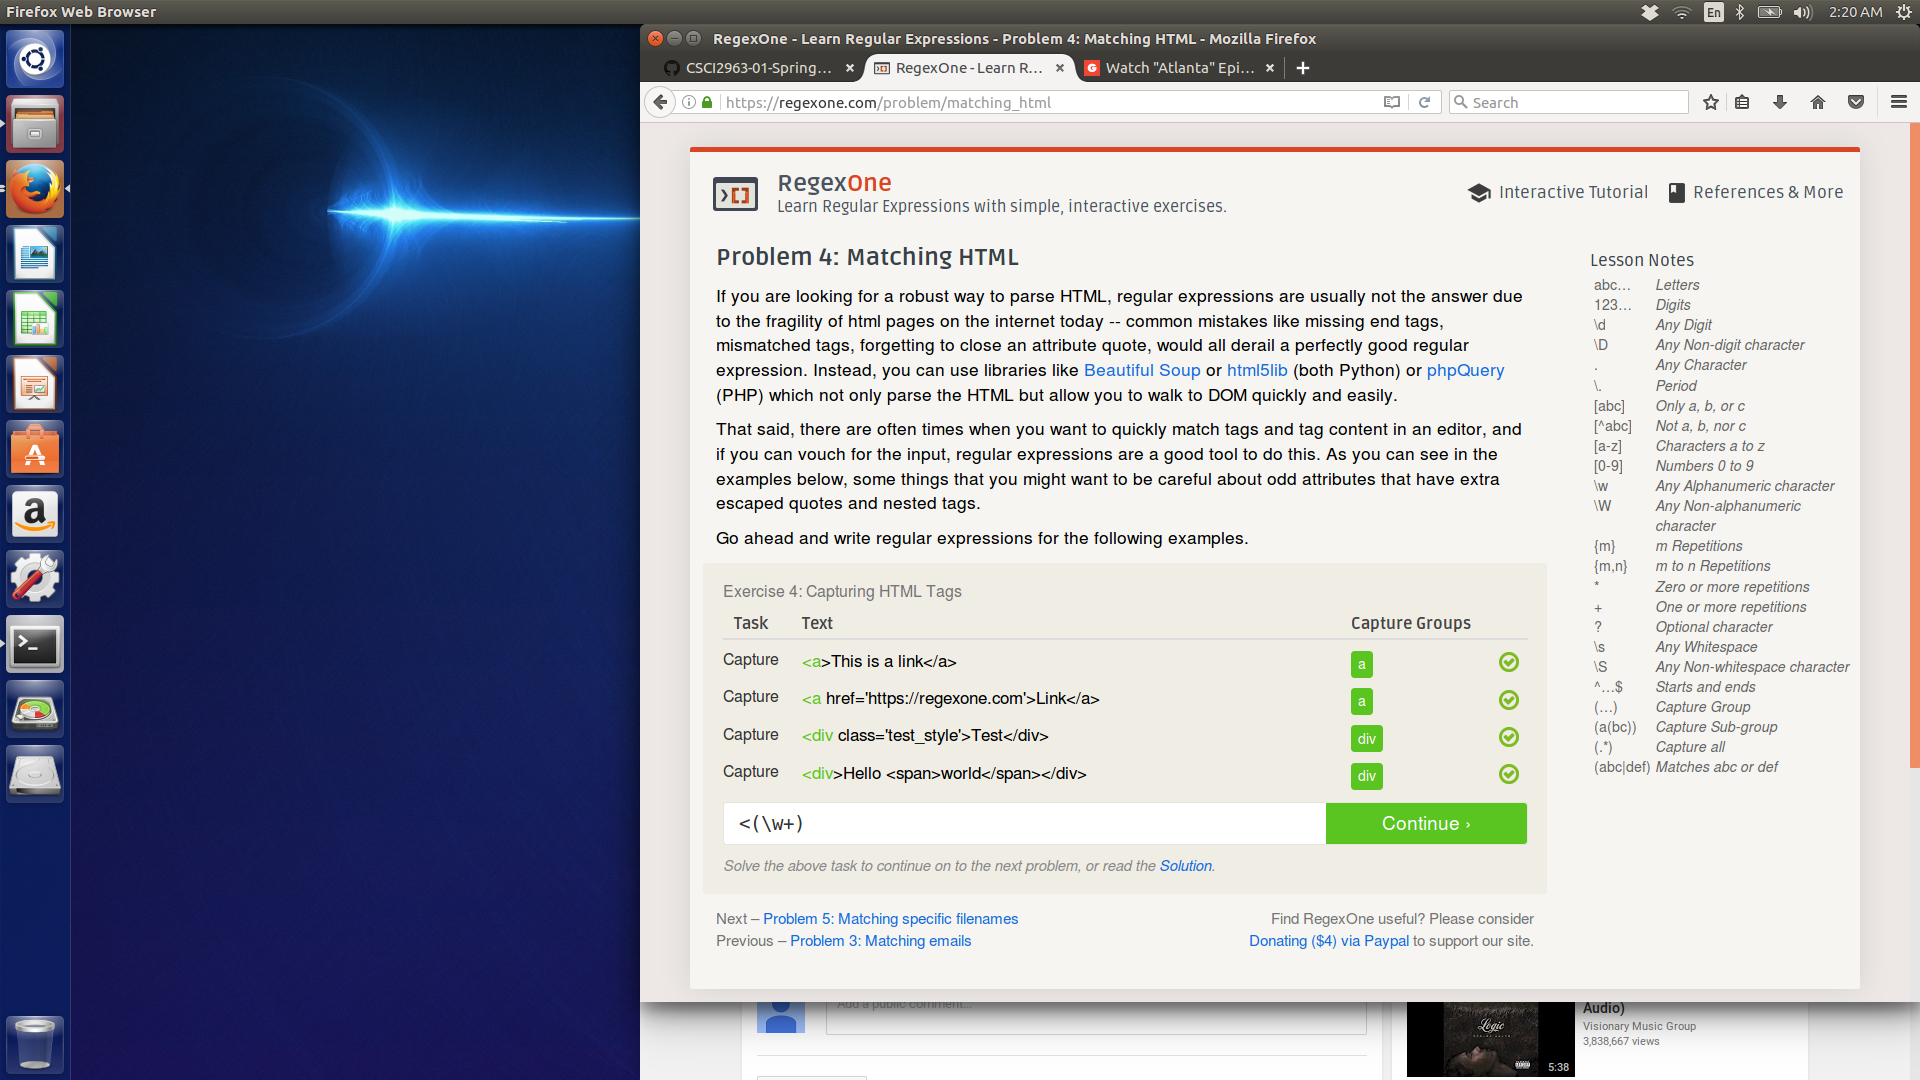 Firefox Web Browser
En
2:20 AM
RegexOne - Learn Regular Expressions - Problem 4: Matching HTML - Mozilla Firefox
CSCI2963-01-Spring...
RegexOne - Learn R...
Watch "Atlanta" Epi...
https://regexone.com/problem/matching_html
Search
RegexOne
Learn Regular Expressions with simple, interactive exercises.
Interactive Tutorial
References & More
Problem 4: Matching HTML
If you are looking for a robust way to parse HTML, regular expressions are usually not the answer due
to the fragility of html pages on the internet today -- common mistakes like missing end tags,
mismatched tags, forgetting to close an attribute quote, would all derail a perfectly good regular
expression. Instead, you can use libraries like Beautiful Soup or html5lib (both Python) or phpQuery
(PHP) which not only parse the HTML but allow you to walk to DOM quickly and easily.
That said, there are often times when you want to quickly match tags and tag content in an editor, and
if you can vouch for the input, regular expressions are a good tool to do this. As you can see in the
examples below, some things that you might want to be careful about odd attributes that have extra
escaped quotes and nested tags.
Go ahead and write regular expressions for the following examples.
Exercise 4: Capturing HTML Tags
Task Text Capture Groups
Capture <a>This is a link</a> a
Capture <a href='https://regexone.com'>Link</a> a
Capture <div class='test_style'>Test</div> div
Capture <div>Hello <span>world</span></div> div
<(\w+)
Continue ›
Solve the above task to continue on to the next problem, or read the Solution.
Next – Problem 5: Matching specific filenames
Previous – Problem 3: Matching emails
Find RegexOne useful? Please consider
Donating ($4) via Paypal to support our site.
Lesson Notes
abc… Letters
123… Digits
\d Any Digit
\D Any Non-digit character
. Any Character
\. Period
[abc] Only a, b, or c
[^abc] Not a, b, nor c
[a-z] Characters a to z
[0-9] Numbers 0 to 9
\w Any Alphanumeric character
\W Any Non-alphanumeric
character
{m} m Repetitions
{m,n} m to n Repetitions
* Zero or more repetitions
+ One or more repetitions
? Optional character
\s Any Whitespace
\S Any Non-whitespace character
^…$ Starts and ends
(…) Capture Group
(a(bc)) Capture Sub-group
(.*) Capture all
(abc|def) Matches abc or def
Add a public comment...
Logic
5:38
Audio)
Visionary Music Group
3,838,667 views